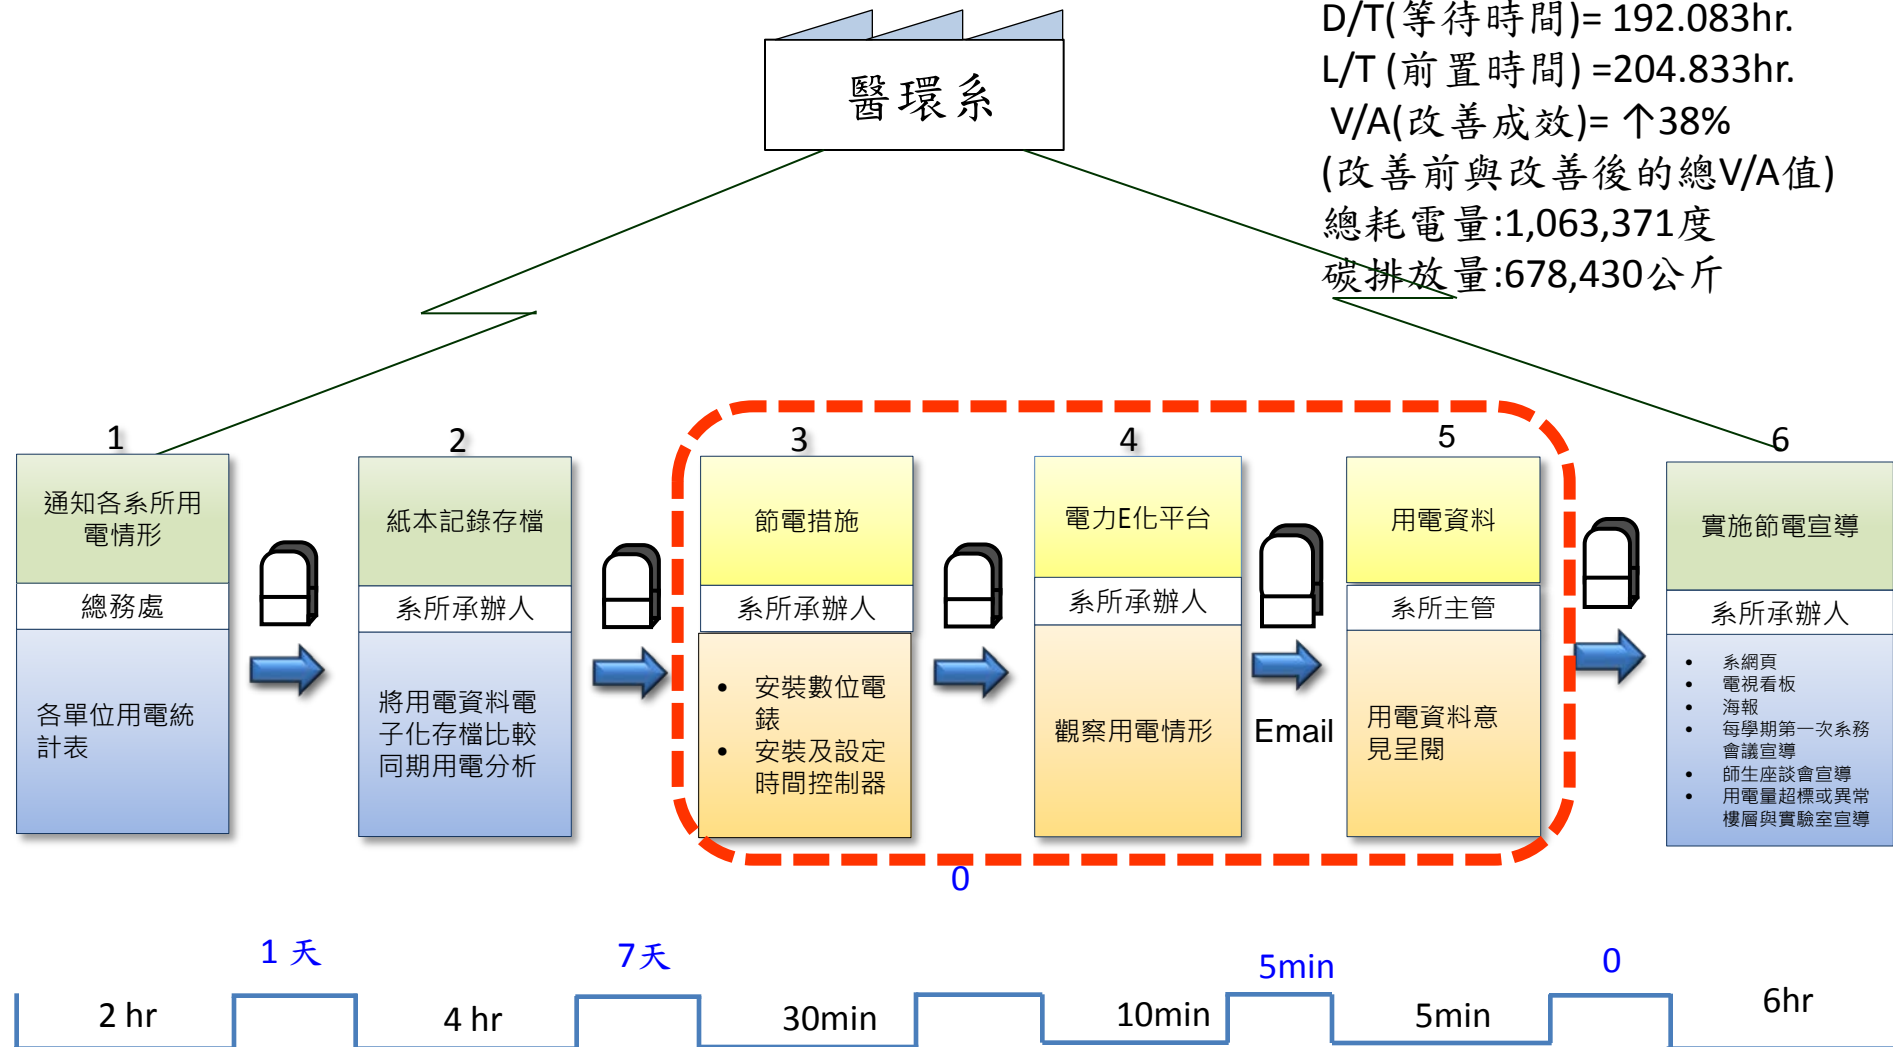 醫環系
D/T(等待時間)= 192.083hr.
L/T (前置時間) =204.833hr.
V/A(改善成效)= ↑38%
(改善前與改善後的總V/A值)
總耗電量:1,063,371度
碳排放量:678,430公斤
1
通知各系所用
電情形
總務處
各單位用電統
計表
2
紙本記錄存檔
系所承辦人
將用電資料電
子化存檔比較
同期用電分析
3
節電措施
系所承辦人
• 安裝數位電
錶
• 安裝及設定
時間控制器
4
電力E化平台
系所承辦人
觀察用電情形
Email
5
用電資料
系所主管
用電資料意
見呈閱
6
實施節電宣導
系所承辦人
• 系網頁
• 電視看板
• 海報
• 每學期第一次系務
會議宣導
• 師生座談會宣導
• 用電量超標或異常
樓層與實驗室宣導
0
1 天
7天
5min
0
2 hr
4 hr
30min
10min
5min
6hr